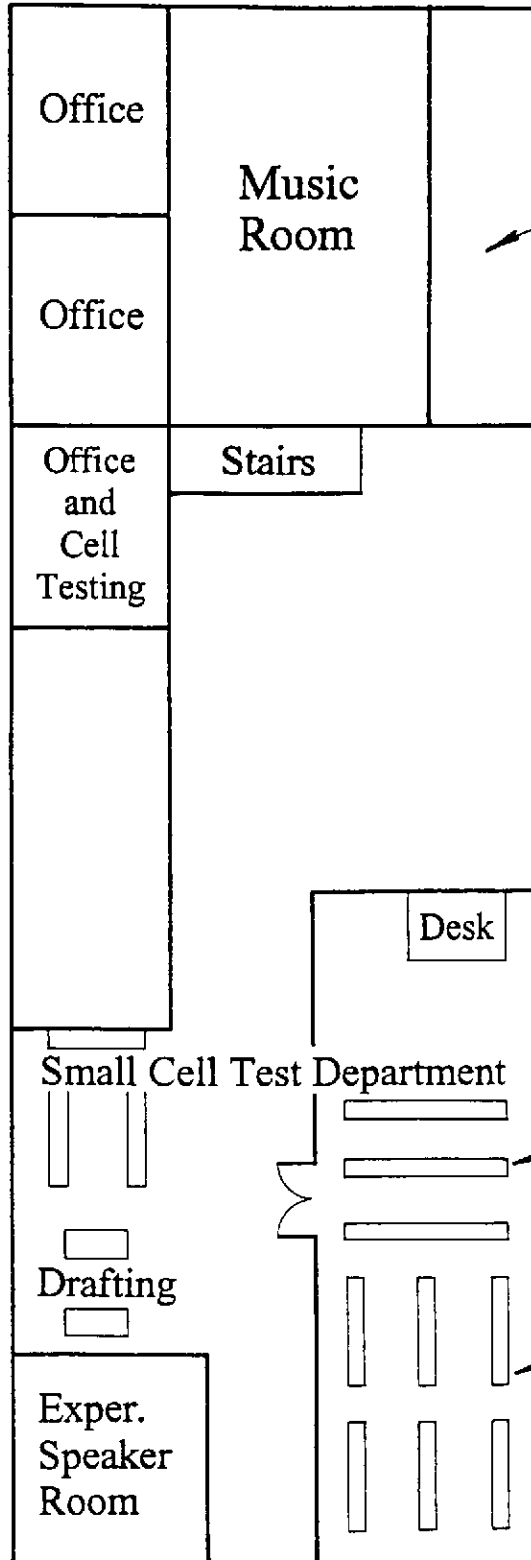 Office
Music
Room
Office
Office
and
Cell
Testing
Stairs
Desk
Small Cell Test Department
Drafting
Exper.
Speaker
Room